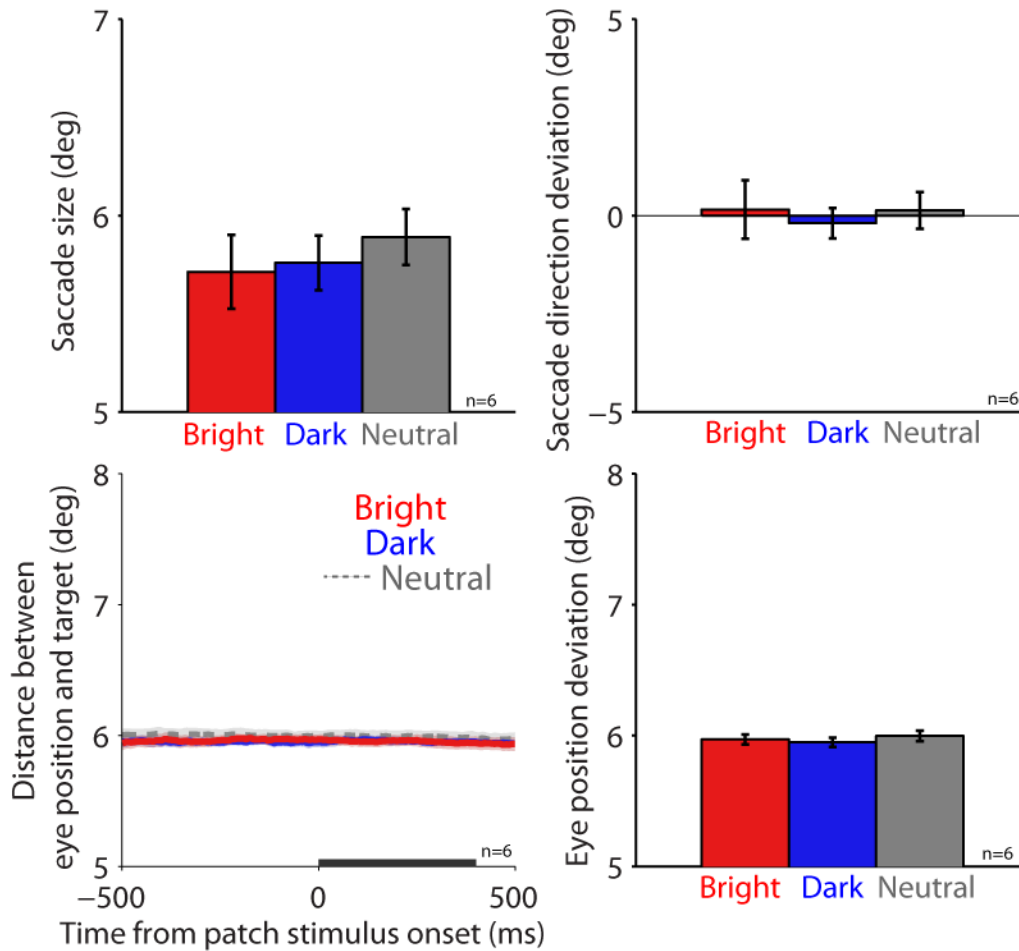 7
6
5
Saccade size (deg)
Bright Dark Neutral
n=6
5
0
−5
Saccade direction deviation (deg)
Bright Dark Neutral
n=6
8
7
6
5
Distance between
eye position and target (deg)
Bright
Dark
Neutral
n=6
−500 0 500
Time from patch stimulus onset (ms)
8
7
6
5
Eye position deviation (deg)
Bright Dark Neutral
n=6